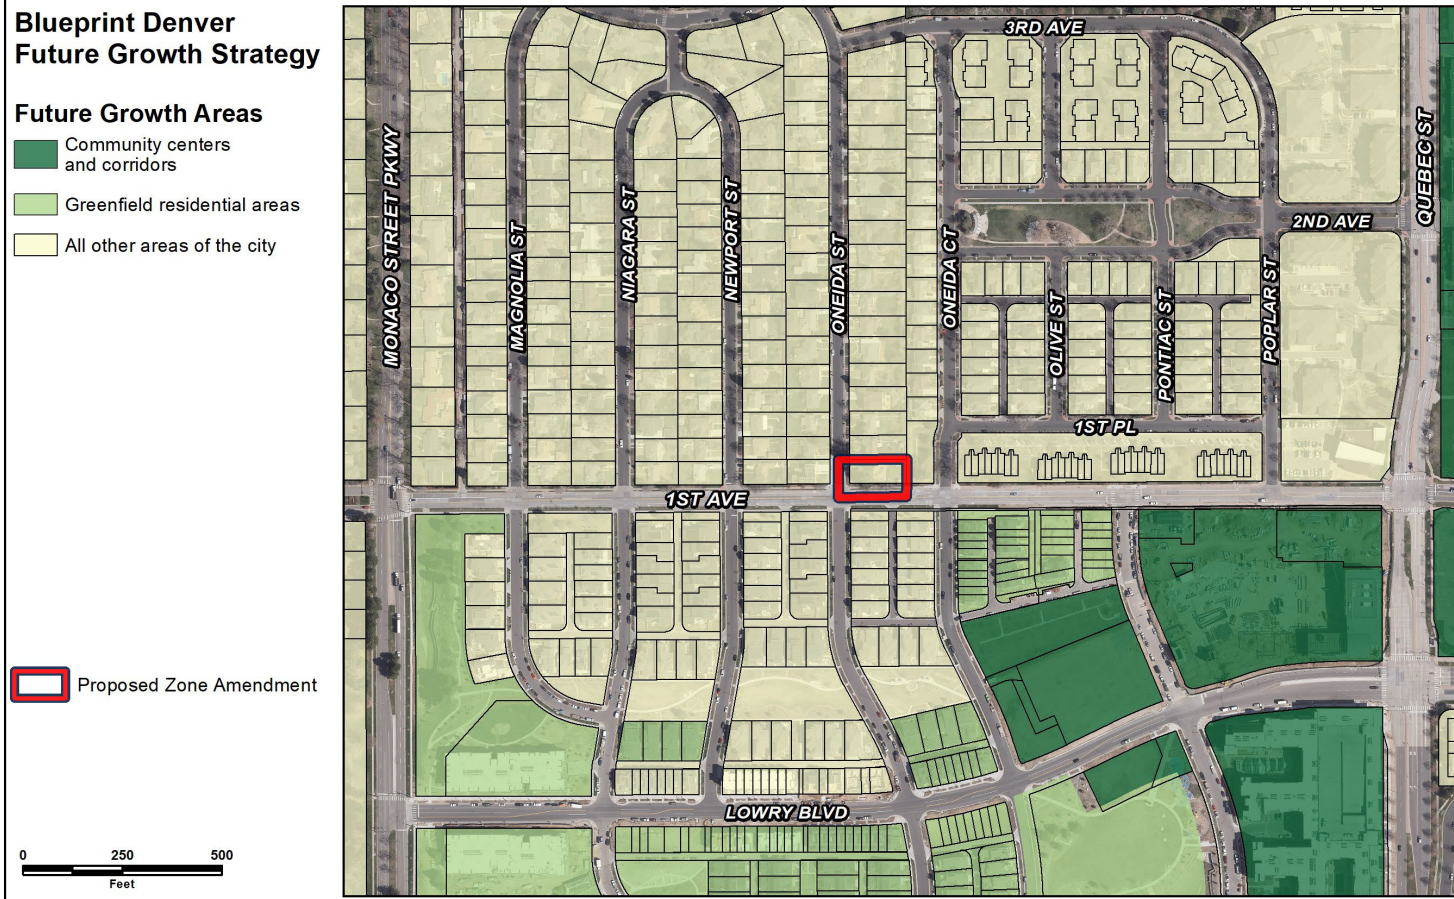 Blueprint Denver
Future Growth Strategy
Future Growth Areas
Community centers
and corridors
Greenfield residential areas
All other areas of the city
Proposed Zone Amendment
0 250 500
Feet
3RD AVE
MONACO STREET PKWY
MAGNOLIA ST
NIAGARA ST
NEWPORT ST
ONEIDA ST
ONEIDA CT
OLIVE ST
PONTIAC ST
POPLAR ST
QUEBEC ST
2ND AVE
1ST PL
1ST AVE
LOWRY BLVD